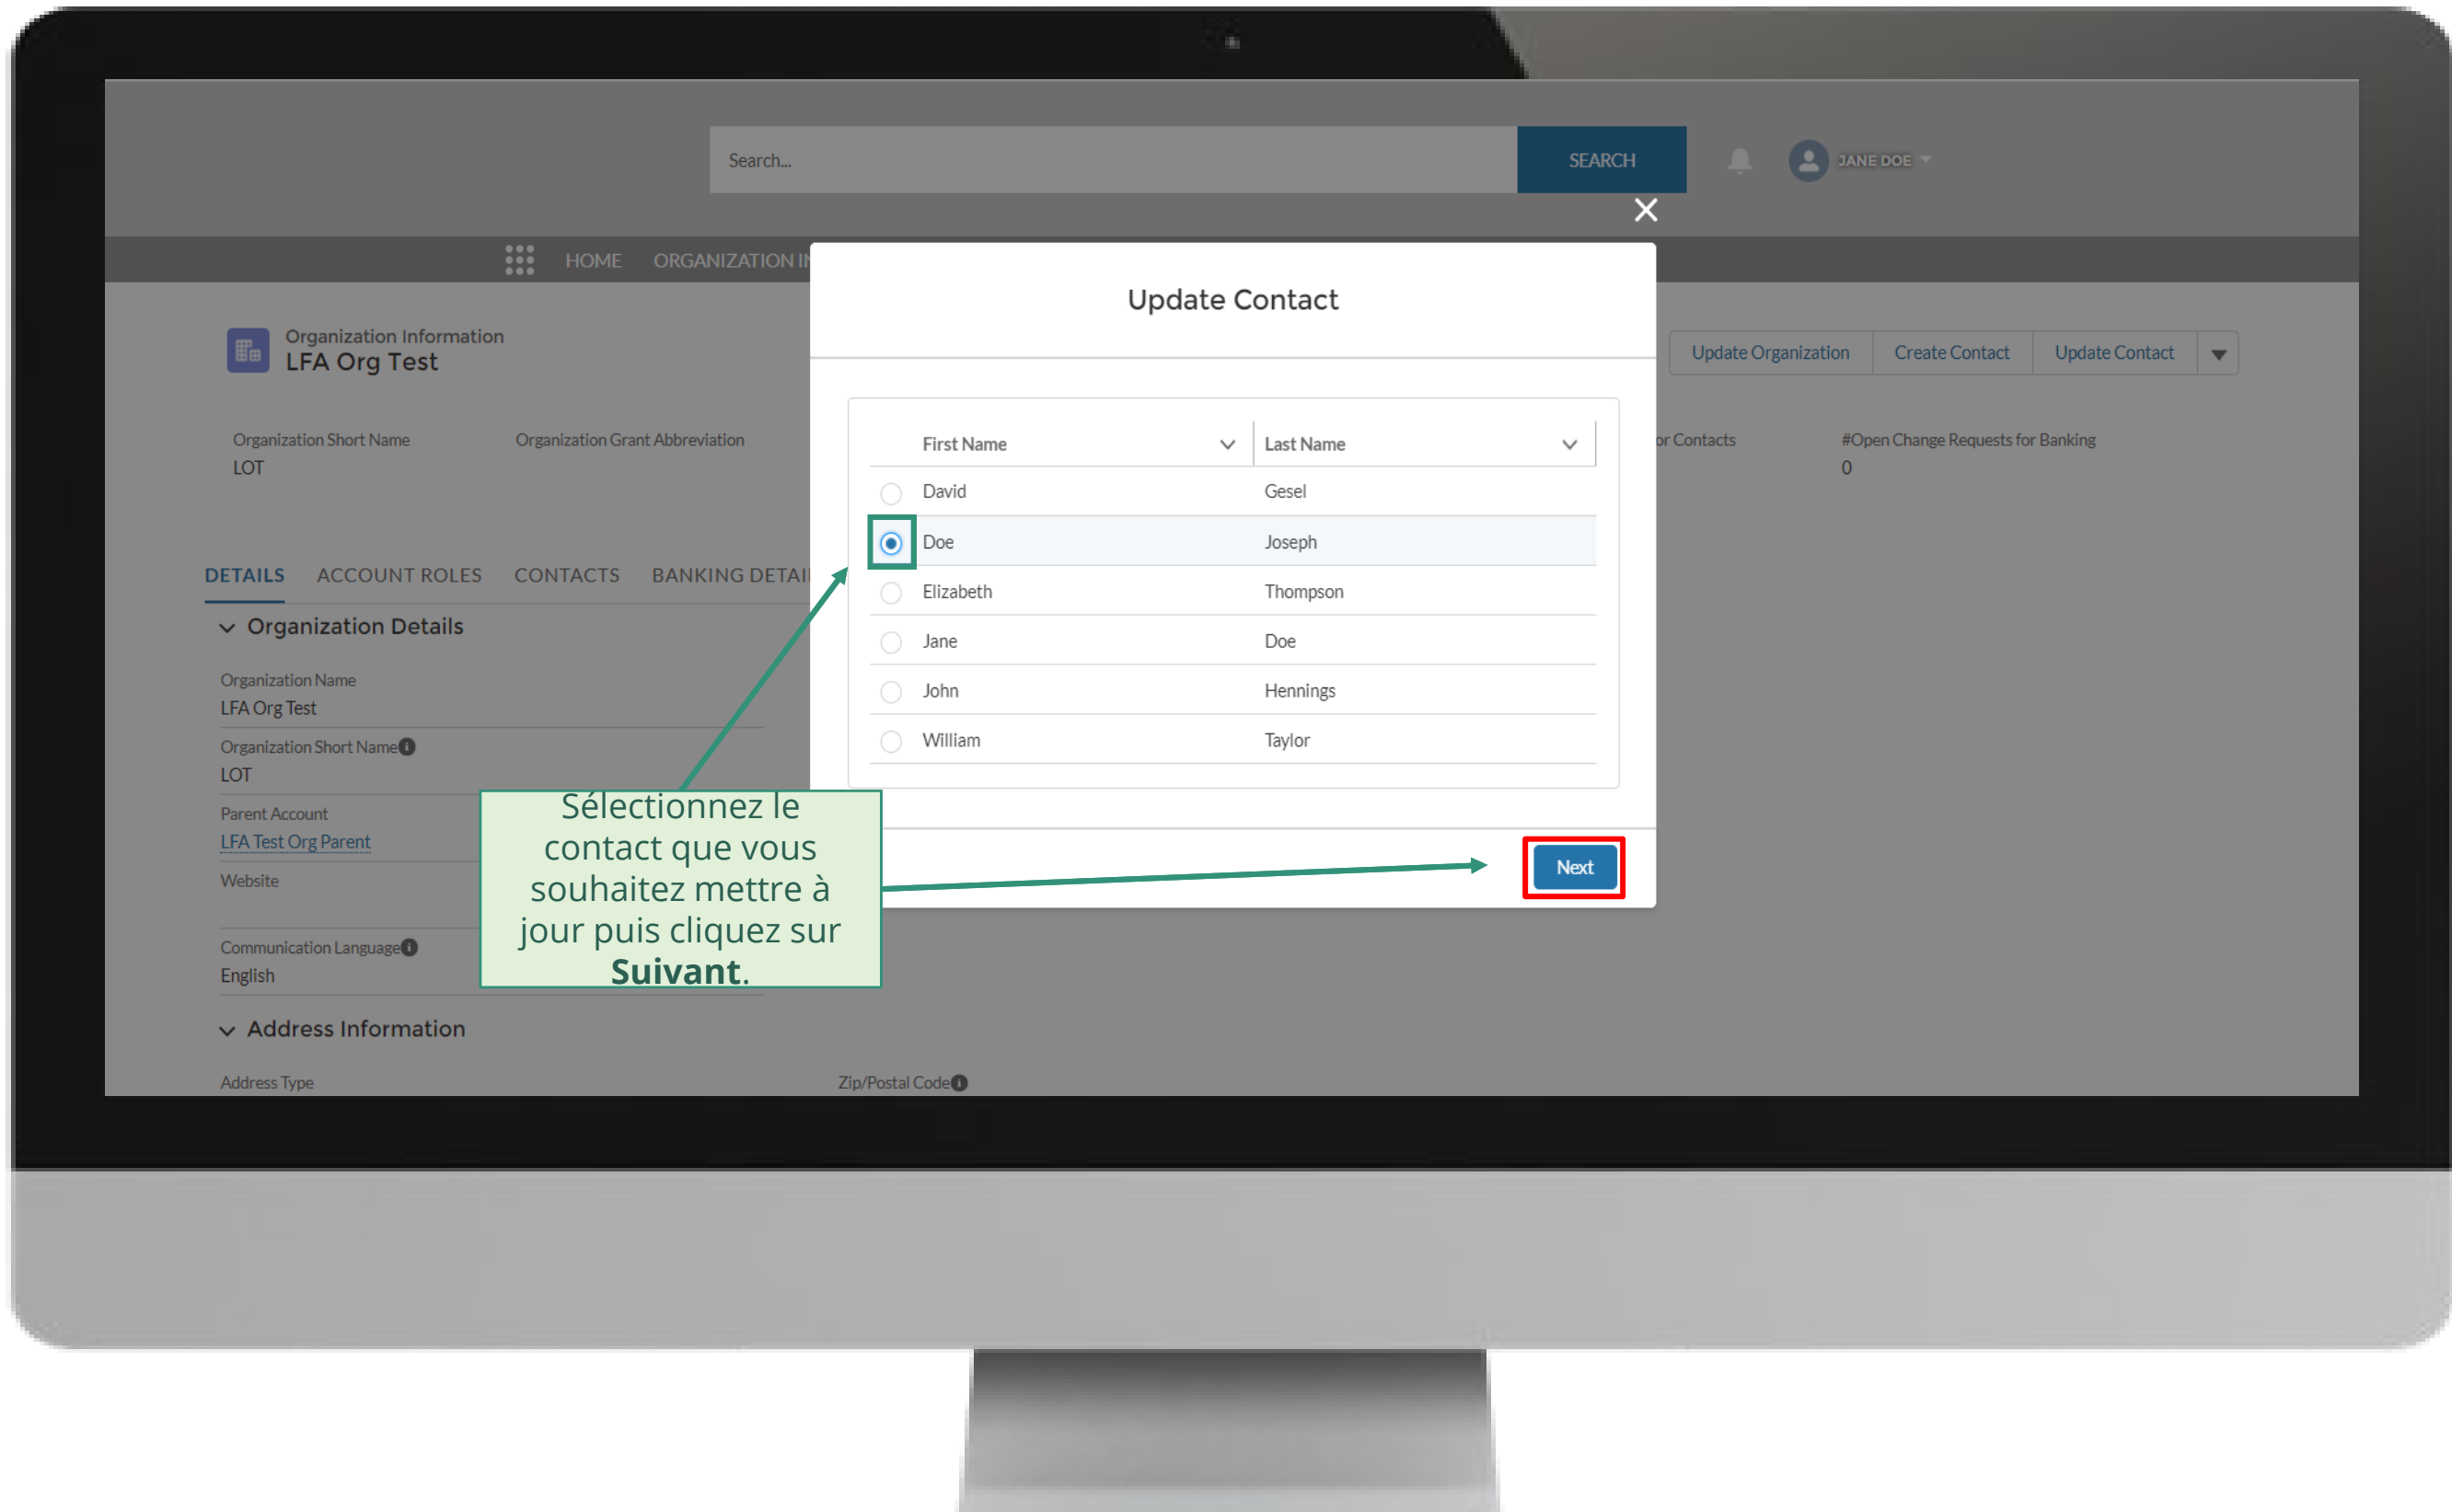 Search...
SEARCH
JANE DOE
HOME ORGANIZATION IN
Update Contact
Organization Information
LFA Org Test
Update Organization Create Contact Update Contact
Organization Short Name Organization Grant Abbreviation or Contacts #Open Change Requests for Banking
LOT 0
First Name Last Name
David Gesel
Doe Joseph
Elizabeth Thompson
Jane Doe
John Hennings
William Taylor
Next
DETAILS ACCOUNT ROLES CONTACTS BANKING DETAI
Organization Details
Organization Name
LFA Org Test
Organization Short Name
LOT
Parent Account
LFA Test Org Parent
Website
Communication Language
English
Sélectionnez le
contact que vous
souhaitez mettre à
jour puis cliquez sur
Suivant.
Address Information
Address Type Zip/Postal Code